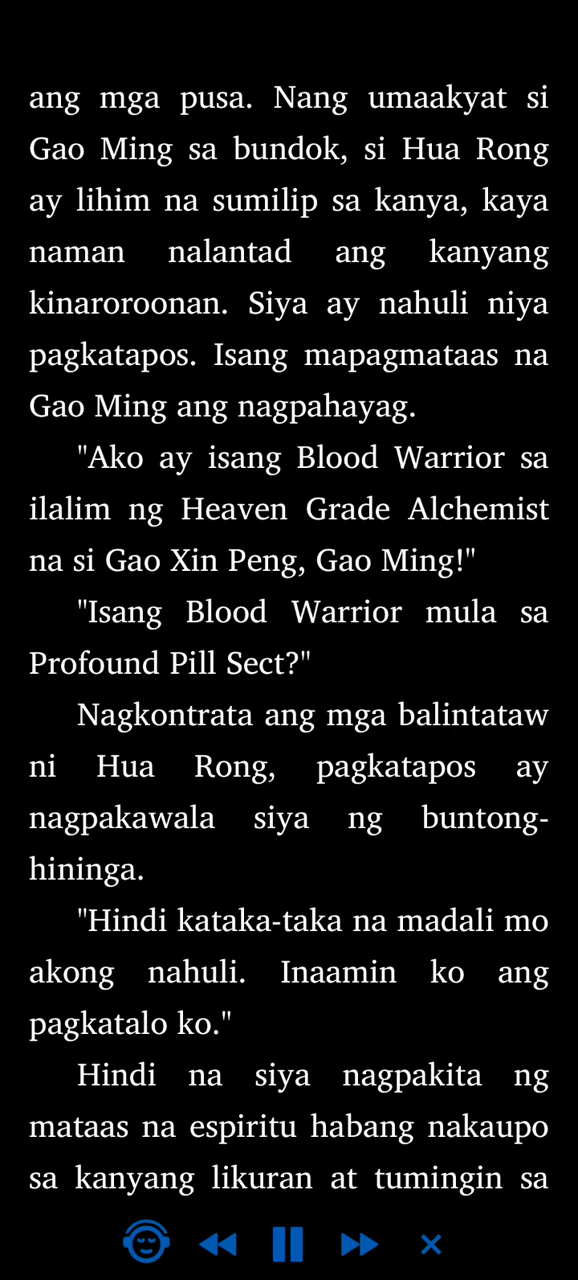 ang mga pusa. Nang umaakyat si
Gao Ming sa bundok, si Hua Rong
ay lihim na sumilip sa kanya, kaya
naman nalantad ang kanyang
kinaroroonan. Siya ay nahuli niya
pagkatapos. Isang mapagmataas na
Gao Ming ang nagpahayag.
"Ako ay isang Blood Warrior sa
ilalim ng Heaven Grade Alchemist
na si Gao Xin Peng, Gao Ming!"
"Isang Blood Warrior mula sa
Profound Pill Sect?"
Nagkontrata ang mga balintataw
ni Hua Rong, pagkatapos ay
nagpakawala siya ng buntong-
hininga.
"Hindi kataka-taka na madali mo
akong nahuli. Inaamin ko ang
pagkatalo ko."
Hindi na siya nagpakita ng
mataas na espiritu habang nakaupo
sa kanyang likuran at tumingin sa